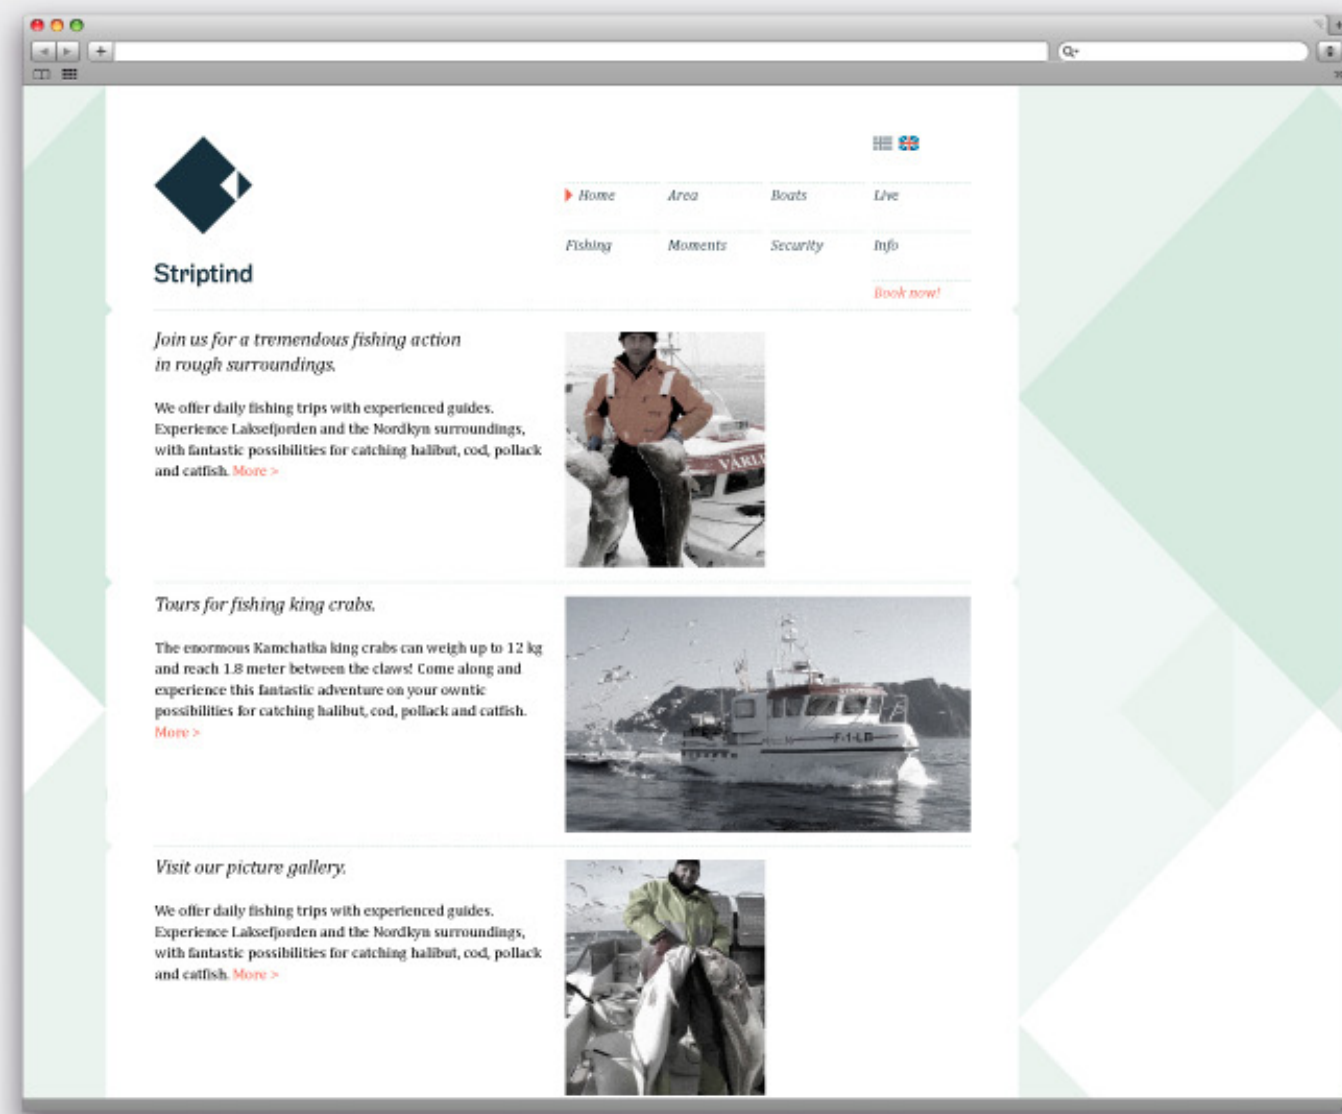 Striptind
Home Area Boats Live
Fishing Moments Security Info
Book now!
Join us for a tremendous fishing action
in rough surroundings.
We offer daily fishing trips with experienced guides.
Experience Laksefjorden and the Nordkyn surroundings,
with fantastic possibilities for catching halibut, cod, pollack
and catfish. More >
VÅRLI
Tours for fishing king crabs.
The enormous Kamchatka king crabs can weigh up to 12 kg
and reach 1.8 meter between the claws! Come along and
experience this fantastic adventure on your owntic
possibilities for catching halibut, cod, pollack and catfish.
More >
F-1-LB
Visit our picture gallery.
We offer daily fishing trips with experienced guides.
Experience Laksefjorden and the Nordkyn surroundings,
with fantastic possibilities for catching halibut, cod, pollack
and catfish. More >